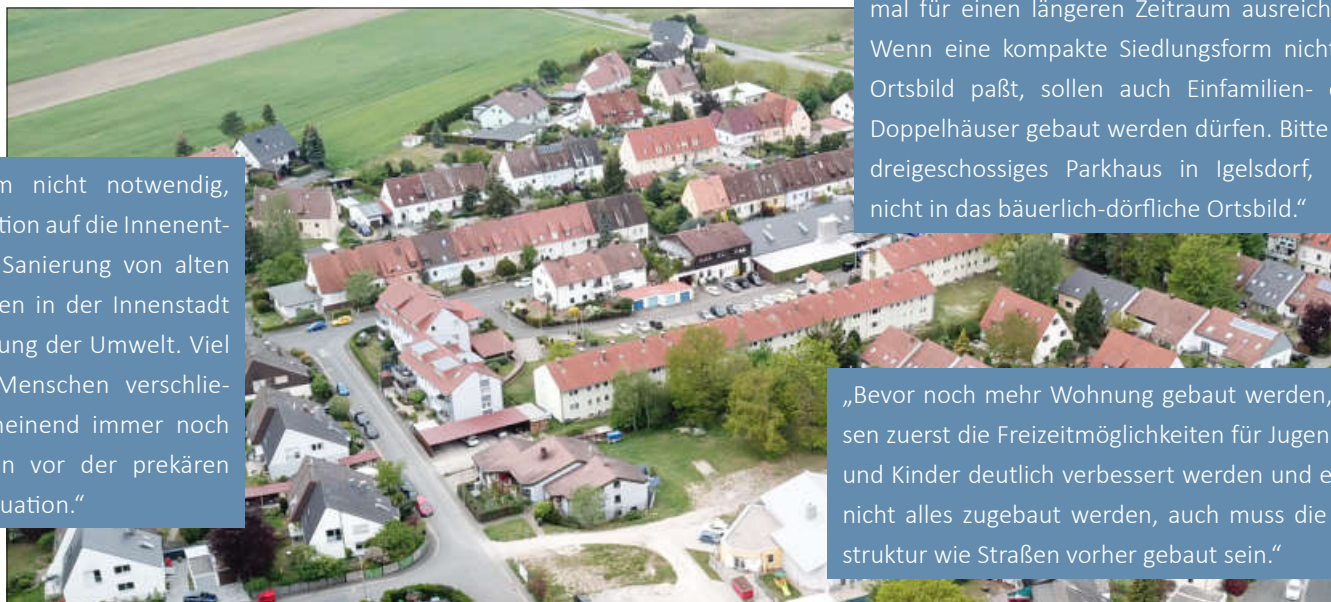 m nicht notwendig,
tion auf die Innenent-
Sanierung von alten
en in der Innenstadt
ung der Umwelt. Viel
Menschen verschlie-
heinend immer noch
n vor der prekären
uation.“
mal für einen längeren Zeitraum ausreich
Wenn eine kompakte Siedlungsform nicht
Ortsbild paßt, sollen auch Einfamilien-
Doppelhäuser gebaut werden dürfen. Bitte
dreigeschossiges Parkhaus in Igelsdorf,
nicht in das bäuerlich-dörfliche Ortsbild.“
„Bevor noch mehr Wohnung gebaut werden,
sen zuerst die Freizeitmöglichkeiten für Jugen
und Kinder deutlich verbessert werden und e
nicht alles zugebaut werden, auch muss die
struktur wie Straßen vorher gebaut sein.“